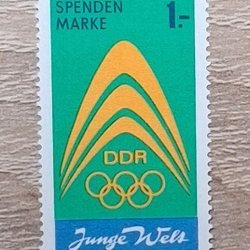 SPENDEN
MARKE 1.-
DDR
Junge Welt